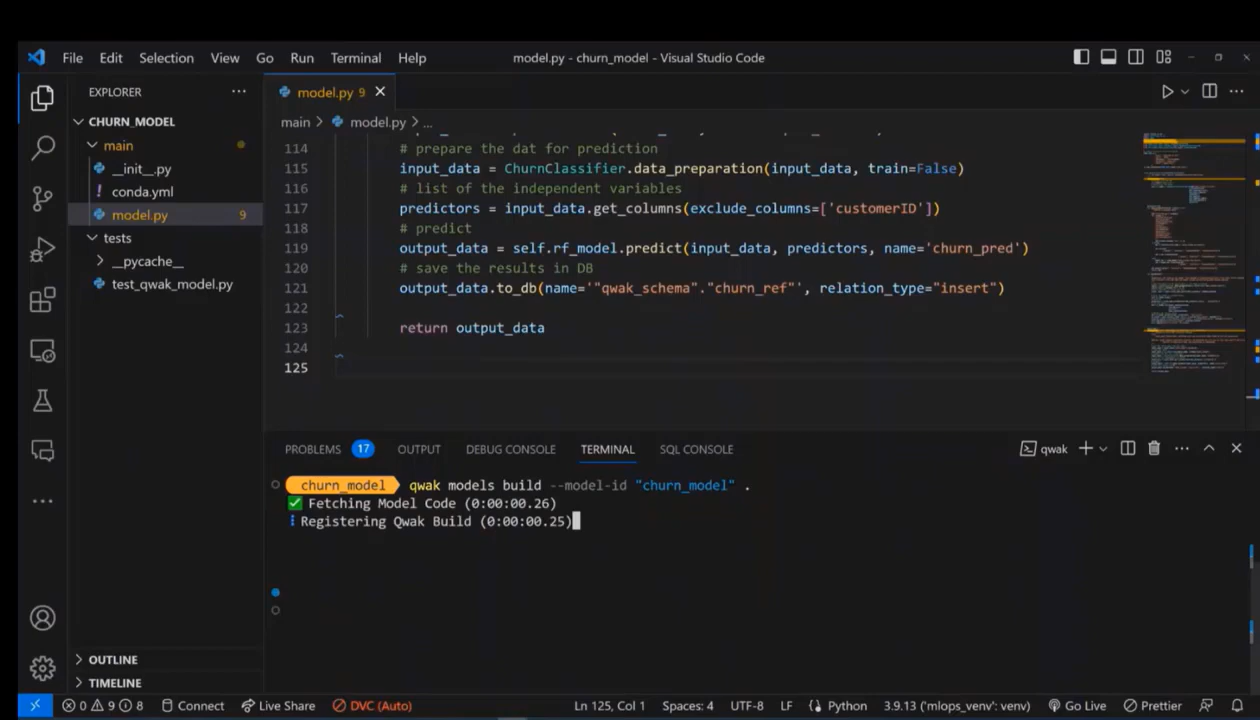 File Edit Selection View Go Run Terminal Help
model.py - churn_model - Visual Studio Code
EXPLORER
CHURN_MODEL
main
__init__.py
conda.yml
model.py 9
tests
__pycache__
test_qwak_model.py
OUTLINE
TIMELINE
model.py 9
main > model.py > ...
114 # prepare the dat for prediction
115 input_data = ChurnClassifier.data_preparation(input_data, train=False)
116 # list of the independent variables
117 predictors = input_data.get_columns(exclude_columns=['customerID'])
118 # predict
119 output_data = self.rf_model.predict(input_data, predictors, name='churn_pred')
120 # save the results in DB
121 output_data.to_db(name='"qwak_schema"."churn_ref"', relation_type="insert")
122
123 return output_data
124
125
PROBLEMS 17 OUTPUT DEBUG CONSOLE TERMINAL SQL CONSOLE
qwak
churn_model qwak models build --model-id "churn_model" .
Fetching Model Code (0:00:00.26)
Registering Qwak Build (0:00:00.25)
0 9 8 Connect Live Share DVC (Auto) Ln 125, Col 1 Spaces: 4 UTF-8 LF Python 3.9.13 ('mlops_venv': venv) Go Live Prettier